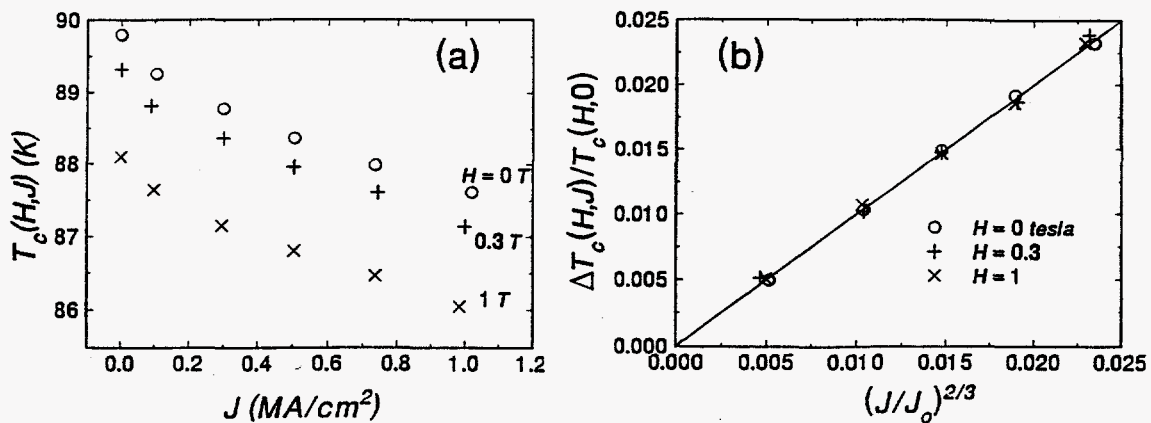 (a)
90
89
88
87
86
T_c(H,J) (K)
H = 0 T
0.3 T
1 T
0.0 0.2 0.4 0.6 0.8 1.0 1.2
J (MA/cm²)
(b)
0.025
0.020
0.015
0.010
0.005
0.000
ΔT_c(H,J)/T_c(H,0)
H = 0 tesla
H = 0.3
H = 1
0.000 0.005 0.010 0.015 0.020 0.025
(J/J_o)^{2/3}